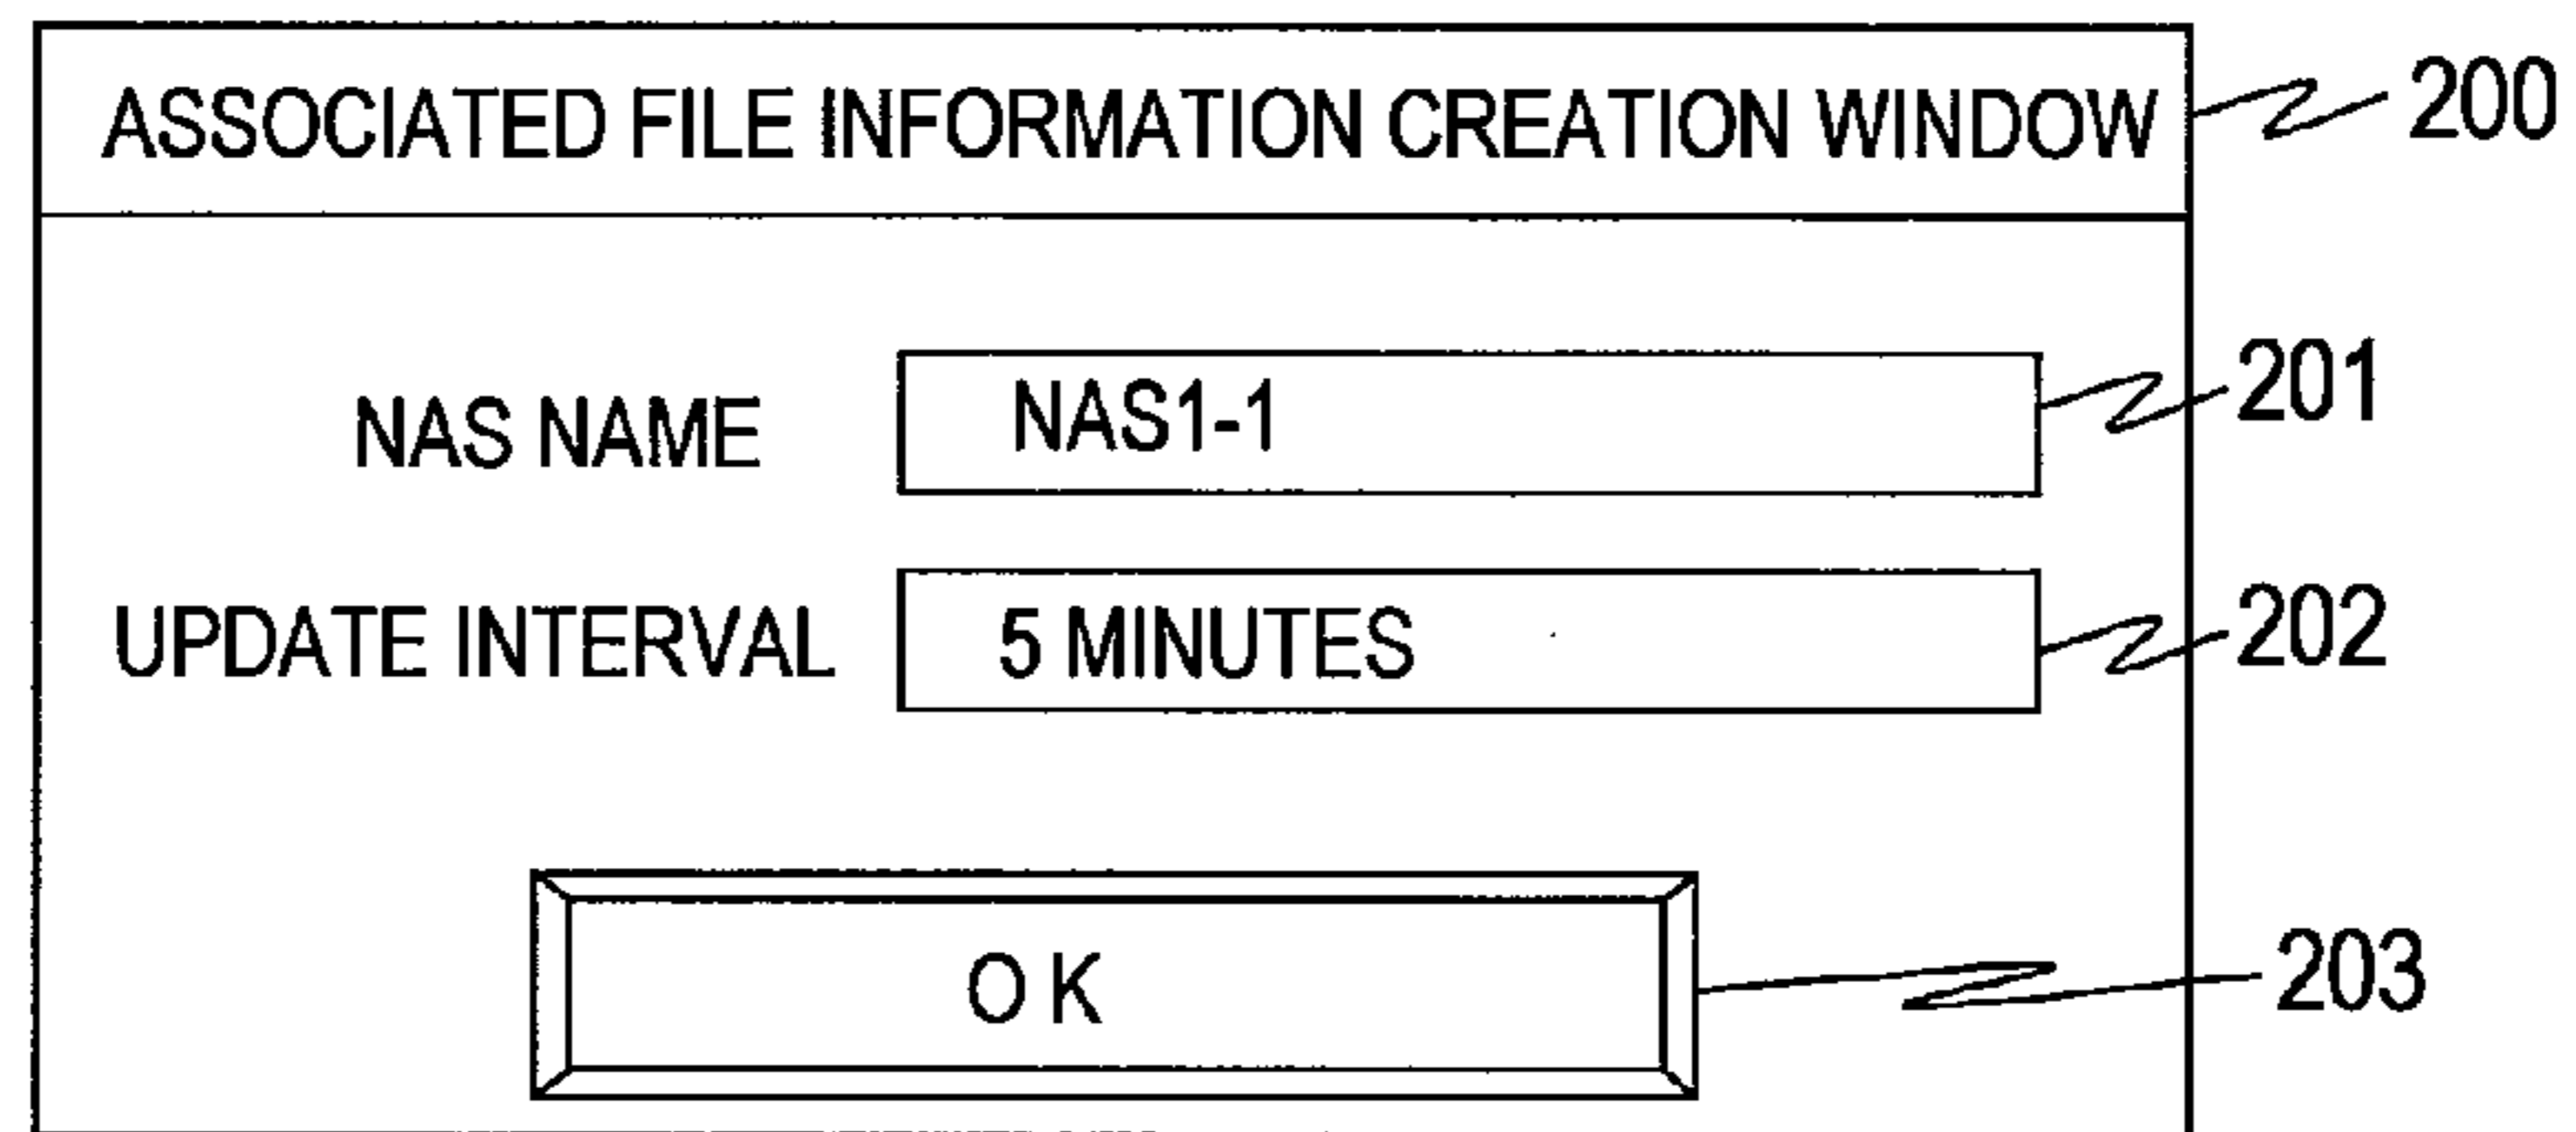 ASSOCIATED FILE INFORMATION CREATION WINDOW 200
NAS NAME NAS1-1 201
UPDATE INTERVAL 5 MINUTES 202
OK 203